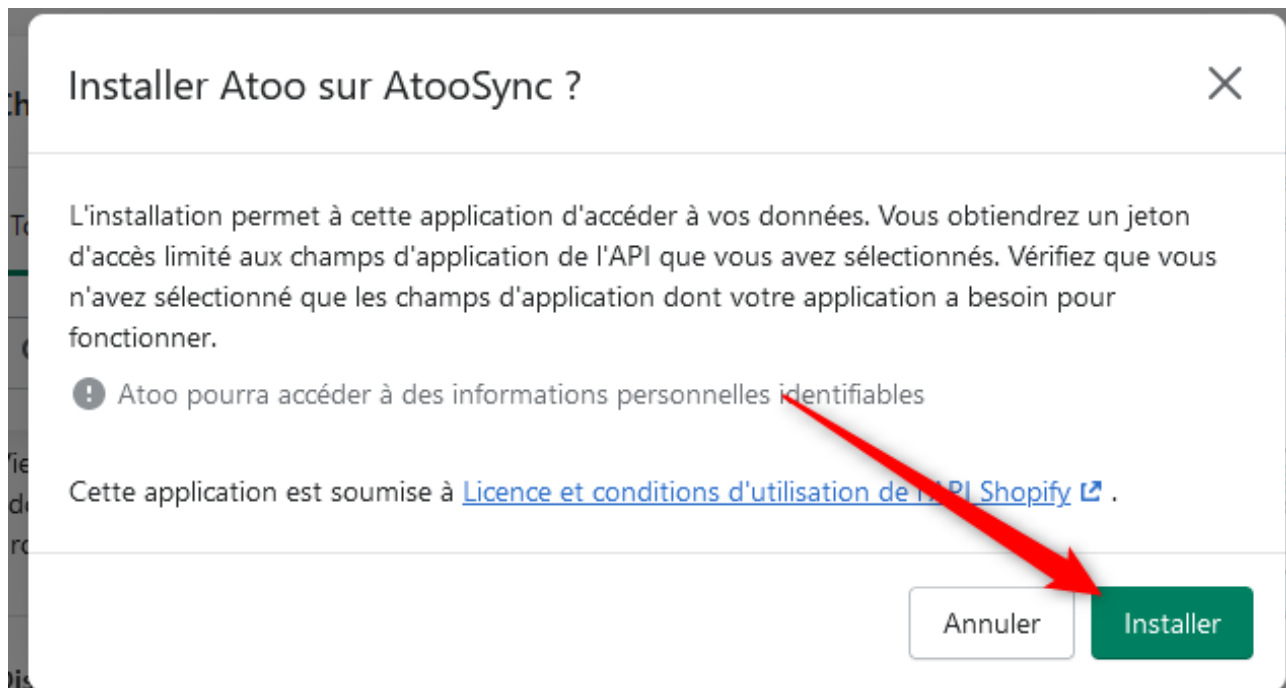 Installer Atoo sur AtooSync ?
L'installation permet à cette application d'accéder à vos données. Vous obtiendrez un jeton
d'accès limité aux champs d'application de l'API que vous avez sélectionnés. Vérifiez que vous
n'avez sélectionné que les champs d'application dont votre application a besoin pour
fonctionner.
Atoo pourra accéder à des informations personnelles identifiables
Cette application est soumise à Licence et conditions d'utilisation de l'API Shopify .
Annuler
Installer